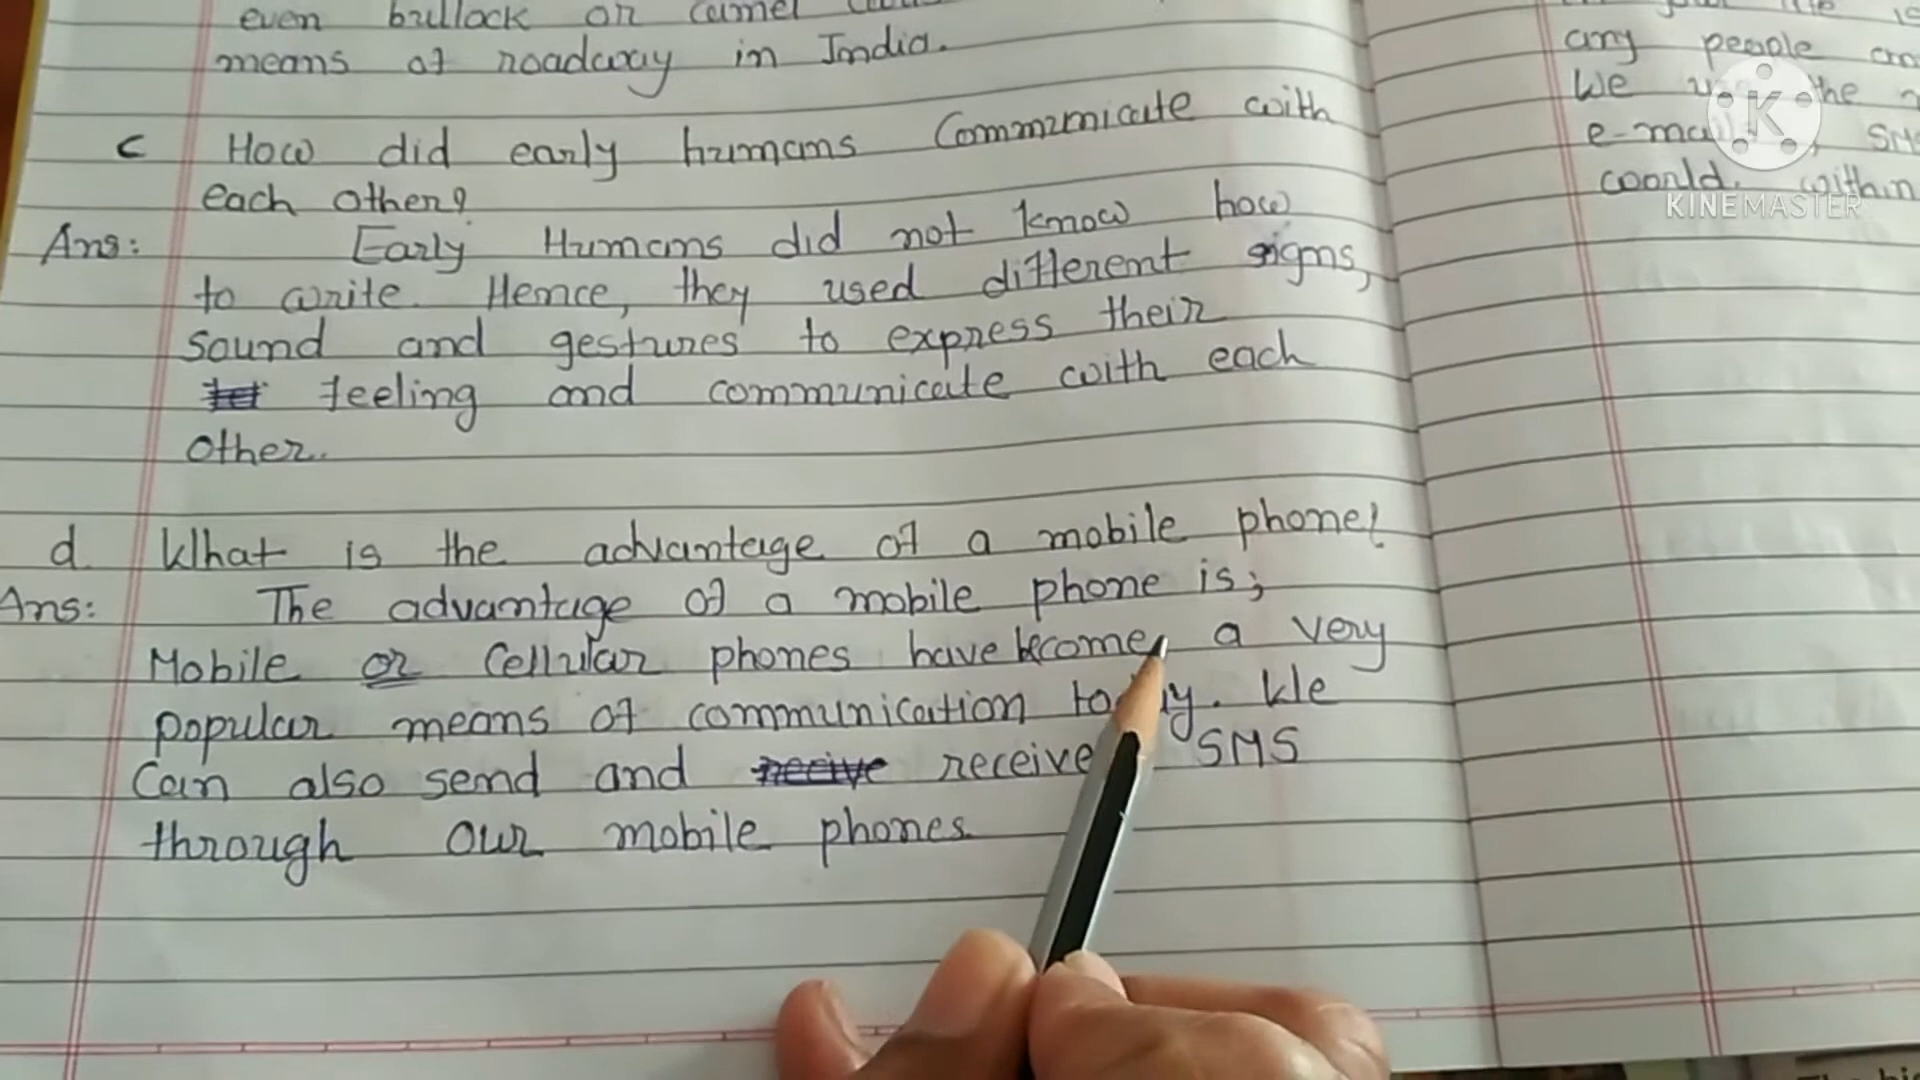 even bullock or camel
means of roadway in India.
c How did early humans Communicate with
each other?
Ans: Early Humans did not know how
to write. Hence, they used different signs,
sound and gestures to express their
feeling and communicate with each
other.
d. What is the advantage of a mobile phone?
Ans: The advantage of a mobile phone is;
Mobile or Cellular phones have become a very
popular means of communication today. We
Can also send and recive receive SMS
through our mobile phones.
any people
We the
e-mail, SMS
world. within
K
KINEMASTER